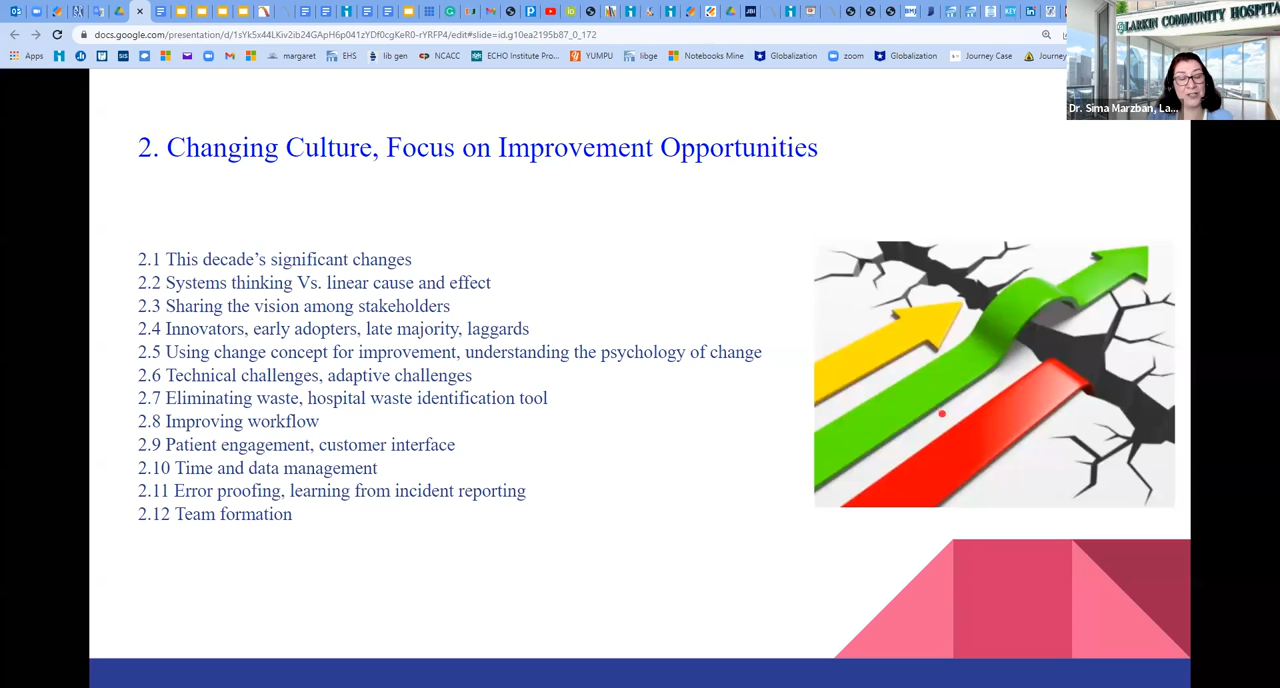 docs.google.com/presentation/d/1sYk5x44LKiv2ib24GApH6p041zYDf0cgKeR0-rWJFP4/edit#slide=id.g10ea2195b87_0_172
Apps
margaret
EHS
lib gen
NCACC
ECHO Institute Pro...
YUMPU
libge
Notebooks Mine
Globalization
zoom
Globalization
Journey Case
Journey
LARKIN COMMUNITY HOSPITA
Dr. Sima Marzban, La...
2. Changing Culture, Focus on Improvement Opportunities
2.1 This decade’s significant changes
2.2 Systems thinking Vs. linear cause and effect
2.3 Sharing the vision among stakeholders
2.4 Innovators, early adopters, late majority, laggards
2.5 Using change concept for improvement, understanding the psychology of change
2.6 Technical challenges, adaptive challenges
2.7 Eliminating waste, hospital waste identification tool
2.8 Improving workflow
2.9 Patient engagement, customer interface
2.10 Time and data management
2.11 Error proofing, learning from incident reporting
2.12 Team formation